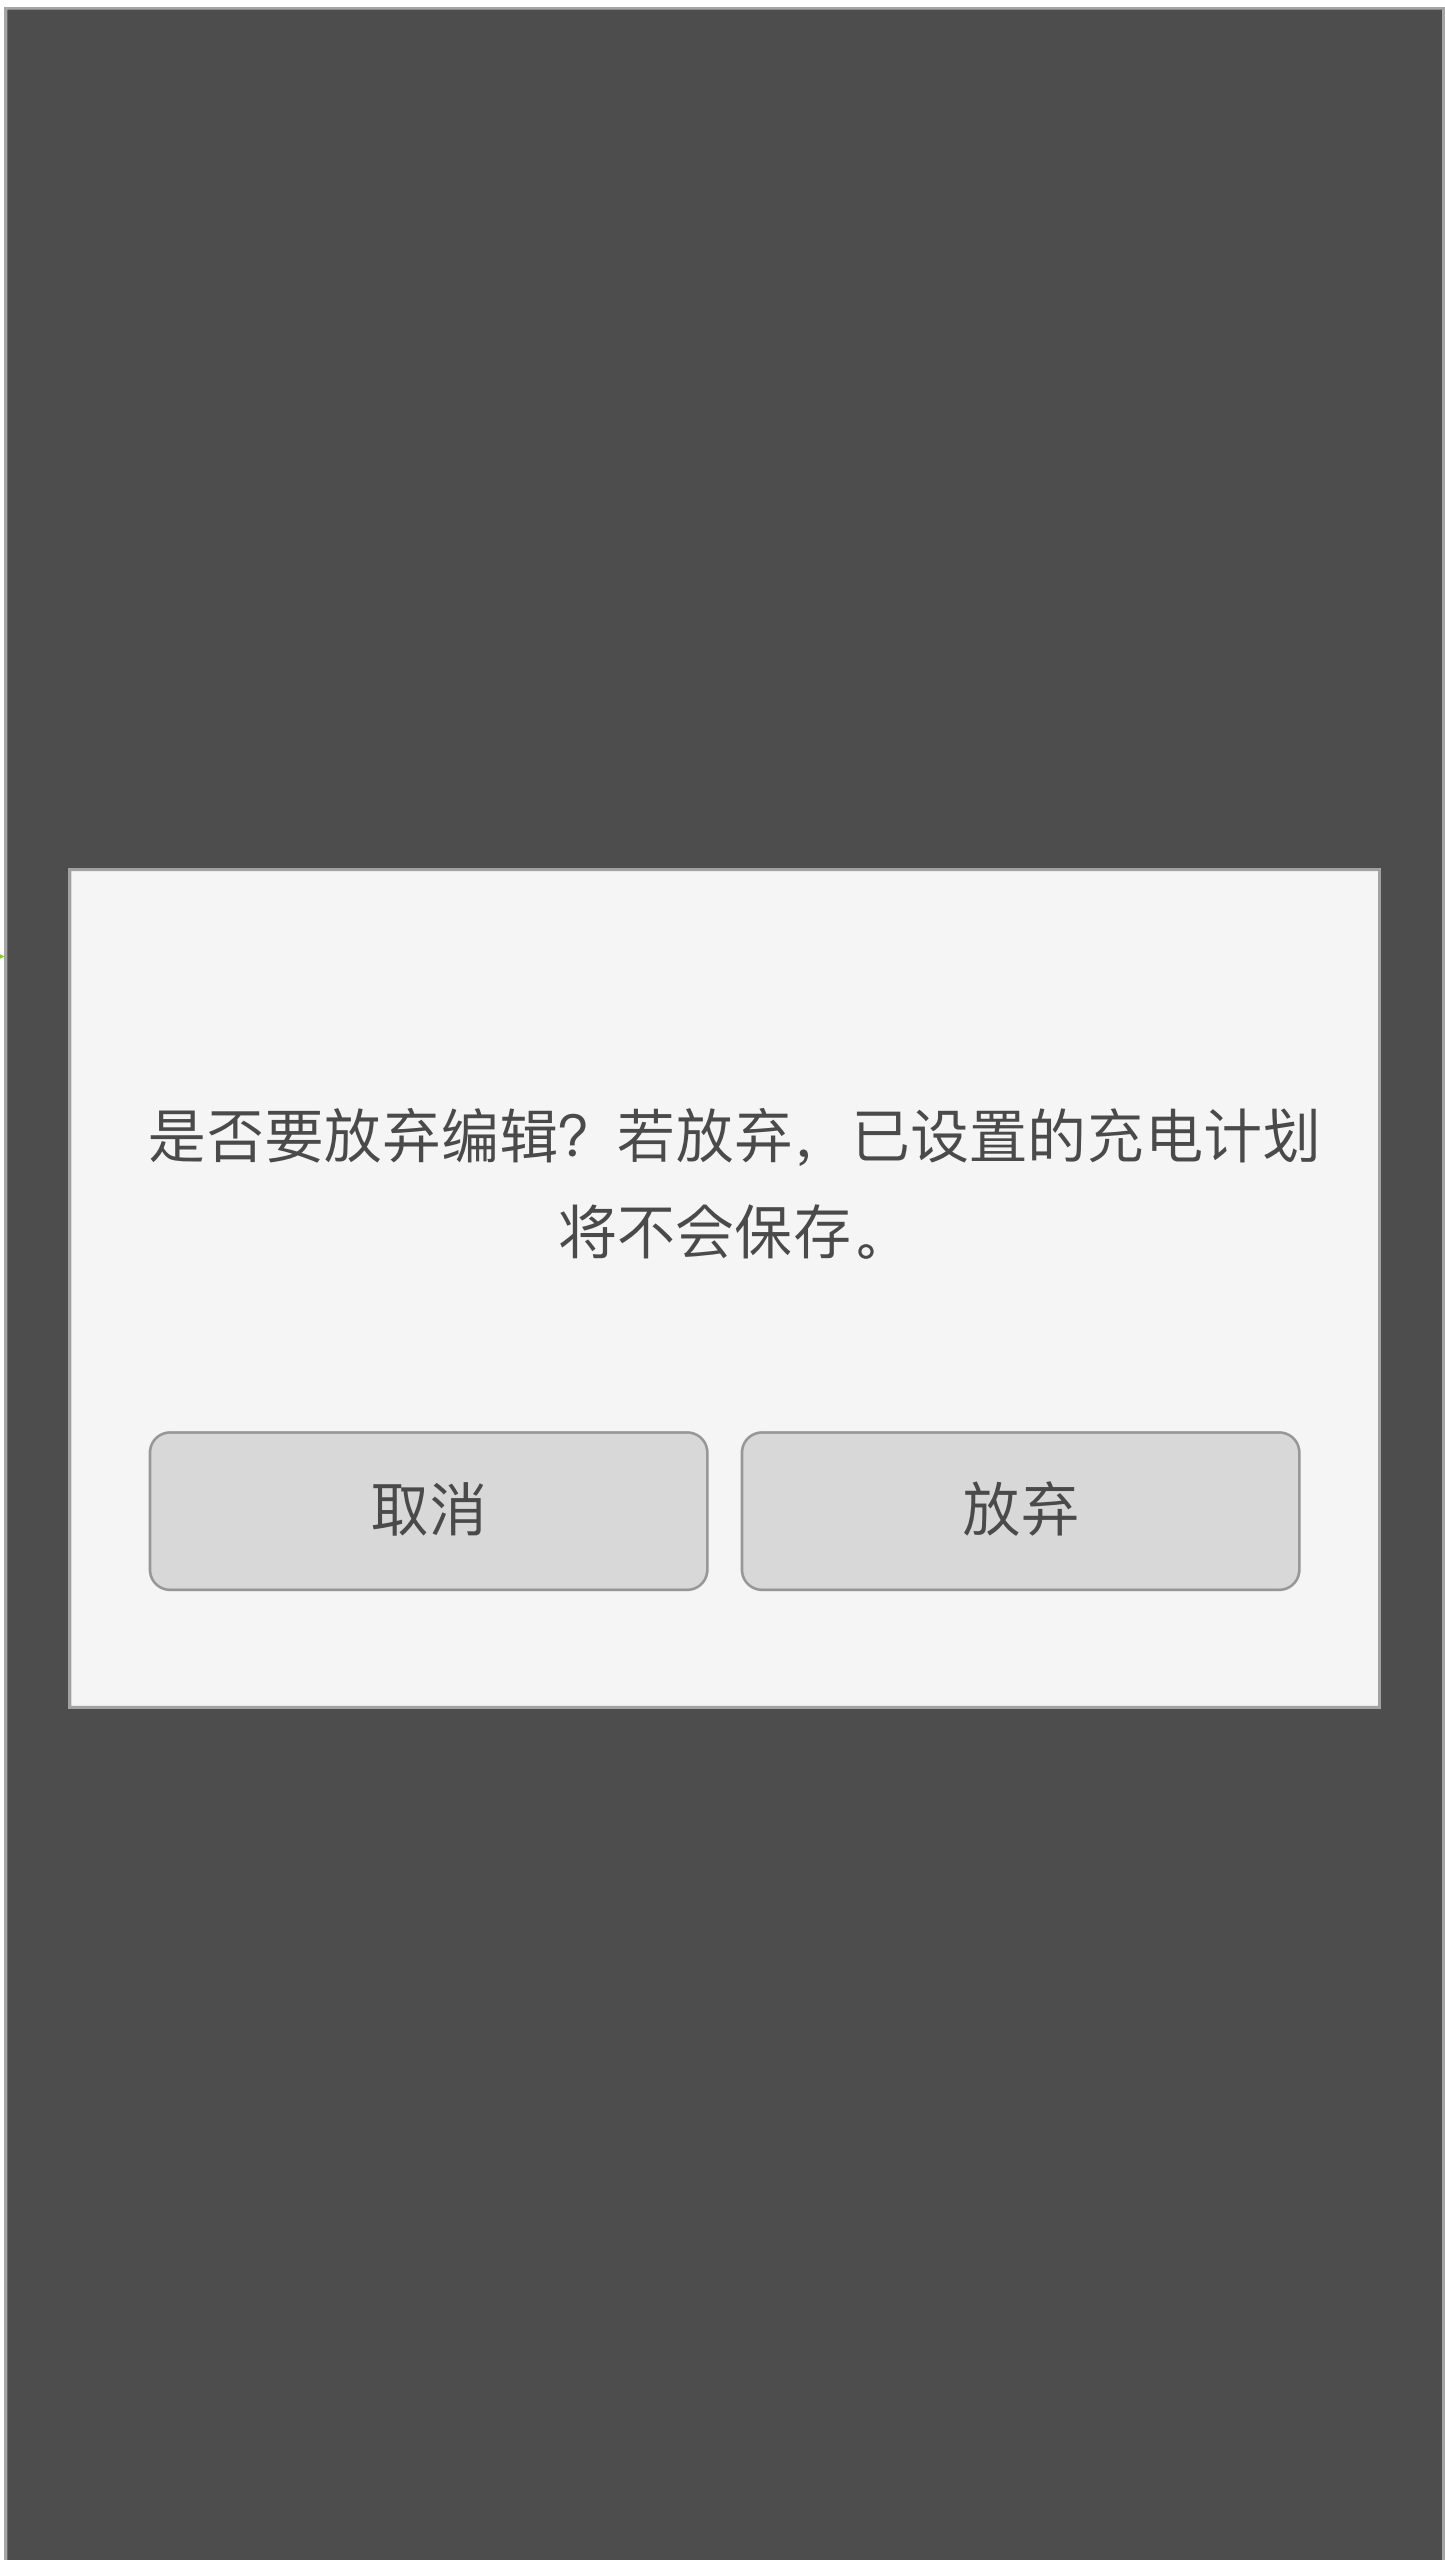 是否要放弃编辑？若放弃，已设置的充电计划
将不会保存。
取消
放弃